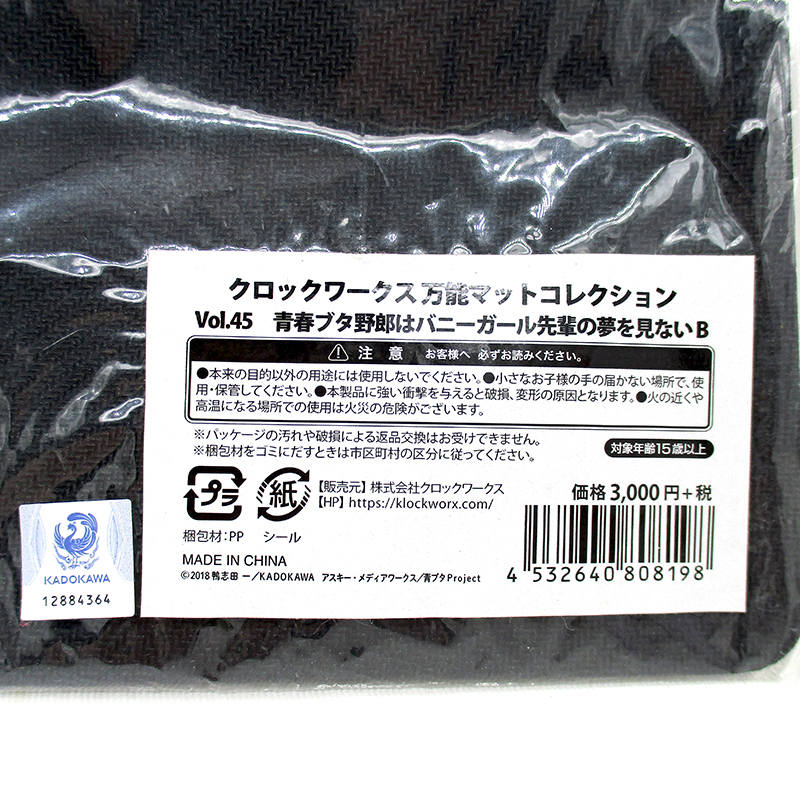 クロックワークス 万能マットコレクション
Vol.45 青春ブタ野郎はバニーガール先輩の夢を見ない B
注意 お客様へ 必ずお読みください。
●本来の目的以外の用途には使用しないでください。●小さなお子様の手の届かない場所で、使
用・保管してください。●本製品に強い衝撃を与えると破損、変形の原因となります。●火の近くや
高温になる場所での使用は火災の危険がございます。
※パッケージの汚れや破損による返品交換はお受けできません。
※梱包材をゴミにだすときは市区町村の区分に従ってください。
対象年齢15歳以上
プラ
紙
【販売元】株式会社クロックワークス
【HP】https://klockworx.com/
価格 3,000円+税
梱包材:PP シール
MADE IN CHINA
©2018 鴨志田 一/KADOKAWA アスキー・メディアワークス/青ブタProject
4 532640 808198
KADOKAWA
12884364